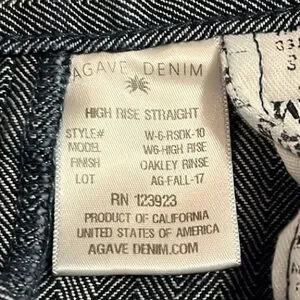 AGAVE DENIM
HIGH RISE STRAIGHT
STYLE# W-6-RSDK-10
MODEL W6-HIGH RISE
FINISH OAKLEY RINSE
LOT AG-FALL-17
RN 123923
PRODUCT OF CALIFORNIA
UNITED STATES OF AMERICA
AGAVE DENIM.COM